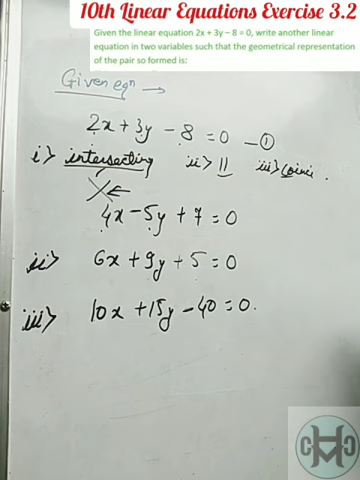 10th Linear Equations Exercise 3.2
Given the linear equation 2x + 3y – 8 = 0, write another linear
equation in two variables such that the geometrical representation
of the pair so formed is:
Given eqⁿ →
2x + 3y - 8 = 0 - ①
i> intersecting ii> || iii> coinci.
4x - 5y + 7 = 0
ii> 6x + 9y + 5 = 0
iii> 10x + 15y - 40 = 0.
CHMC